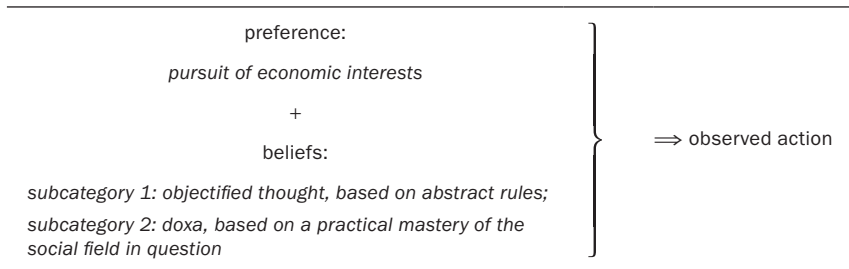 preference:
pursuit of economic interests
+
beliefs:
subcategory 1: objectified thought, based on abstract rules;
subcategory 2: doxa, based on a practical mastery of the
social field in question
⟹ observed action